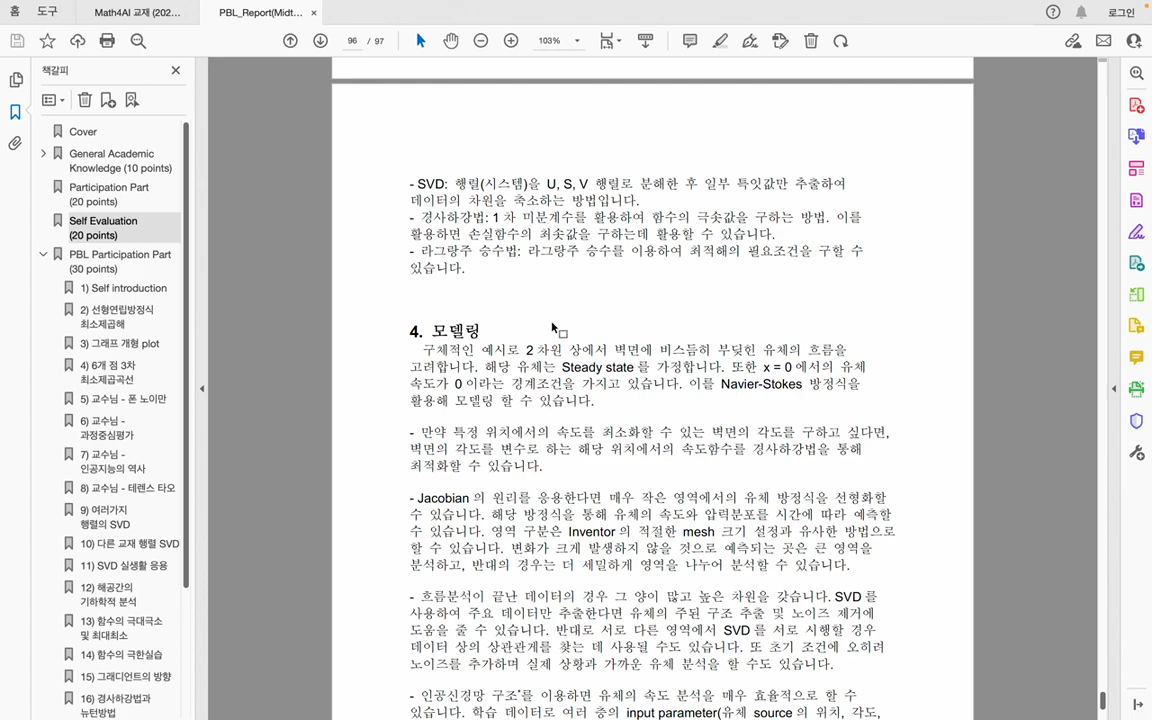 홈
도구
Math4AI 교재 (202...
PBL_Report(Midt...
×
로그인
96 / 97
103%
책갈피
Cover
General Academic
Knowledge (10 points)
Participation Part
(20 points)
Self Evaluation
(20 points)
PBL Participation Part
(30 points)
1) Self introduction
2) 선형연립방정식
최소제곱해
3) 그래프 개형 plot
4) 6개 점 3차
최소제곱곡선
5) 교수님 - 폰 노이만
6) 교수님 -
과정중심평가
7) 교수님 -
인공지능의 역사
8) 교수님 - 테렌스 타오
9) 여러가지
행렬의 SVD
10) 다른 교재 행렬 SVD
11) SVD 실생활 응용
12) 해공간의
기하학적 분석
13) 함수의 극대극소
및 최대최소
14) 함수의 극한실습
15) 그래디언트의 방향
16) 경사하강법과
뉴턴방법
- SVD: 행렬(시스템)을 U, S, V 행렬로 분해한 후 일부 특잇값만 추출하여
데이터의 차원을 축소하는 방법입니다.
- 경사하강법: 1 차 미분계수를 활용하여 함수의 극솟값을 구하는 방법. 이를
활용하면 손실함수의 최솟값을 구하는데 활용할 수 있습니다.
- 라그랑주 승수법: 라그랑주 승수를 이용하여 최적해의 필요조건을 구할 수
있습니다.
4. 모델링
구체적인 예시로 2 차원 상에서 벽면에 비스듬히 부딪힌 유체의 흐름을
고려합니다. 해당 유체는 Steady state 를 가정합니다. 또한 x = 0 에서의 유체
속도가 0 이라는 경계조건을 가지고 있습니다. 이를 Navier-Stokes 방정식을
활용해 모델링 할 수 있습니다.
- 만약 특정 위치에서의 속도를 최소화할 수 있는 벽면의 각도를 구하고 싶다면,
벽면의 각도를 변수로 하는 해당 위치에서의 속도함수를 경사하강법을 통해
최적화할 수 있습니다.
- Jacobian 의 원리를 응용한다면 매우 작은 영역에서의 유체 방정식을 선형화할
수 있습니다. 해당 방정식을 통해 유체의 속도와 압력분포를 시간에 따라 예측할
수 있습니다. 영역 구분은 Inventor 의 적절한 mesh 크기 설정과 유사한 방법으로
할 수 있습니다. 변화가 크게 발생하지 않을 것으로 예측되는 곳은 큰 영역을
분석하고, 반대의 경우는 더 세밀하게 영역을 나누어 분석할 수 있습니다.
- 흐름분석이 끝난 데이터의 경우 그 양이 많고 높은 차원을 갖습니다. SVD 를
사용하여 주요 데이터만 추출한다면 유체의 주된 구조 추출 및 노이즈 제거에
도움을 줄 수 있습니다. 반대로 서로 다른 영역에서 SVD 를 서로 시행할 경우
데이터 상의 상관관계를 찾는 데 사용될 수도 있습니다. 또 초기 조건에 오히려
노이즈를 추가하며 실제 상황과 가까운 유체 분석을 할 수도 있습니다.
- 인공신경망 구조*를 이용하면 유체의 속도 분석을 매우 효율적으로 할 수
있습니다. 학습 데이터로 여러 층의 input parameter(유체 source 의 위치, 각도,